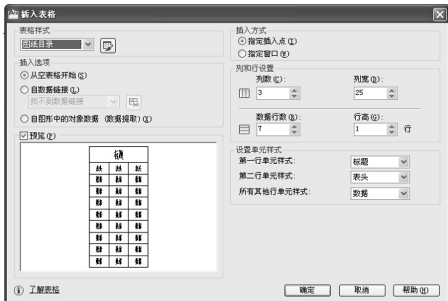 插入表格
表格样式
图纸目录
插入选项
从空表格开始(S)
自数据链接(L)
找不到数据链接
自图形中的对象数据(数据提取)(X)
预览(P)
了解表格
插入方式
指定插入点(I)
指定窗口(W)
列和行设置
列数(C):
列宽(D):
3
25
数据行数(R):
行高(G):
7
1
行
设置单元样式
第一行单元样式:
标题
第二行单元样式:
表头
所有其他行单元样式:
数据
确定
取消
帮助(H)